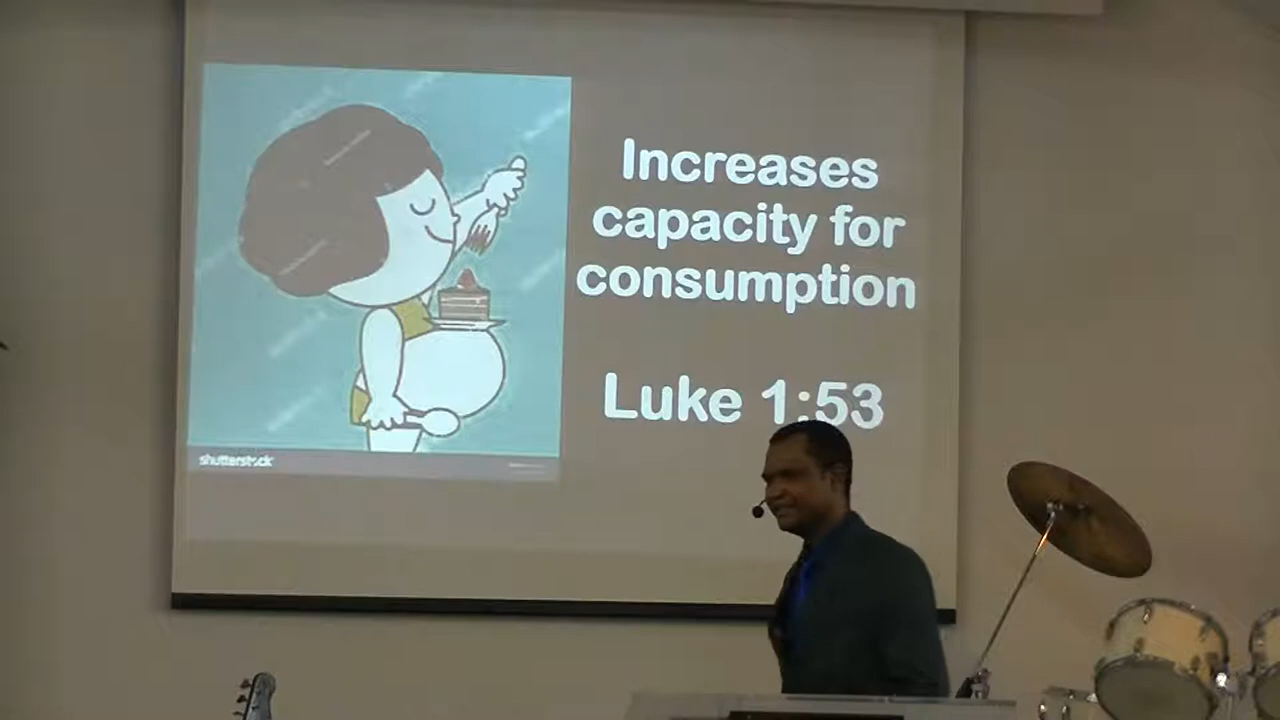 Increases
capacity for
consumption
Luke 1:53
shutterstock